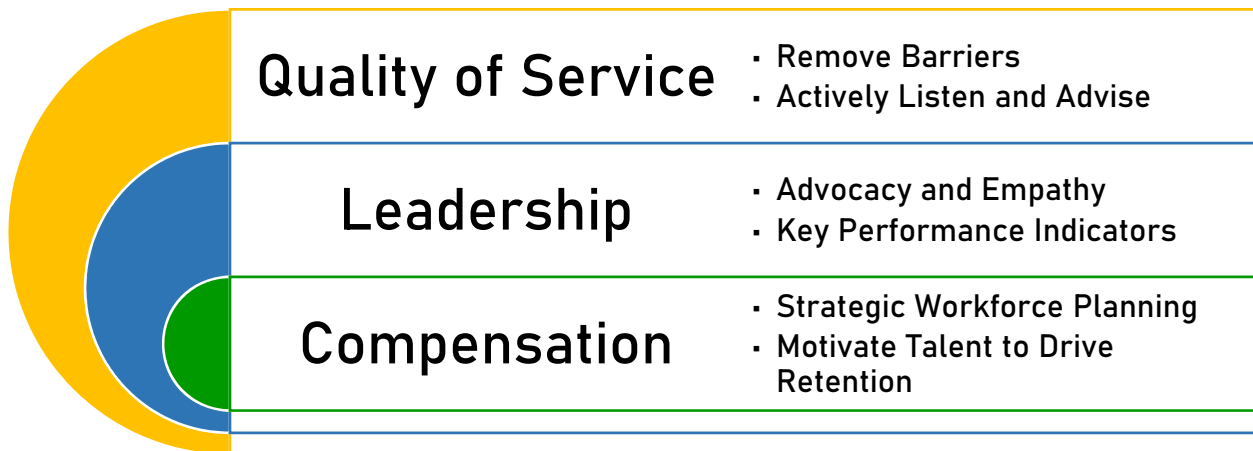 Quality of Service
▪ Remove Barriers
▪ Actively Listen and Advise
Leadership
▪ Advocacy and Empathy
▪ Key Performance Indicators
Compensation
▪ Strategic Workforce Planning
▪ Motivate Talent to Drive
Retention